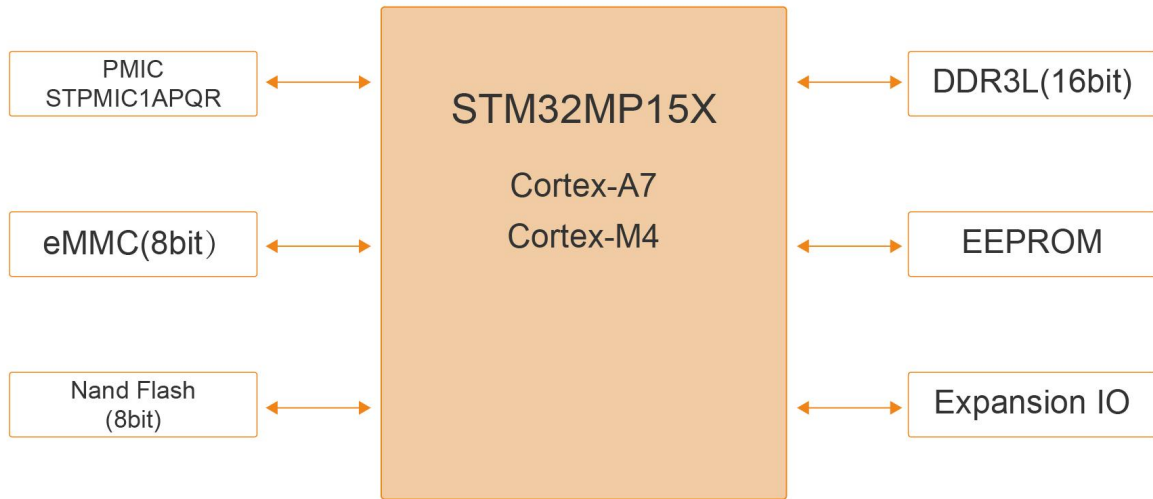 PMIC
STPMIC1APQR
eMMC(8bit）
Nand Flash
(8bit)
STM32MP15X
Cortex-A7
Cortex-M4
DDR3L(16bit)
EEPROM
Expansion IO